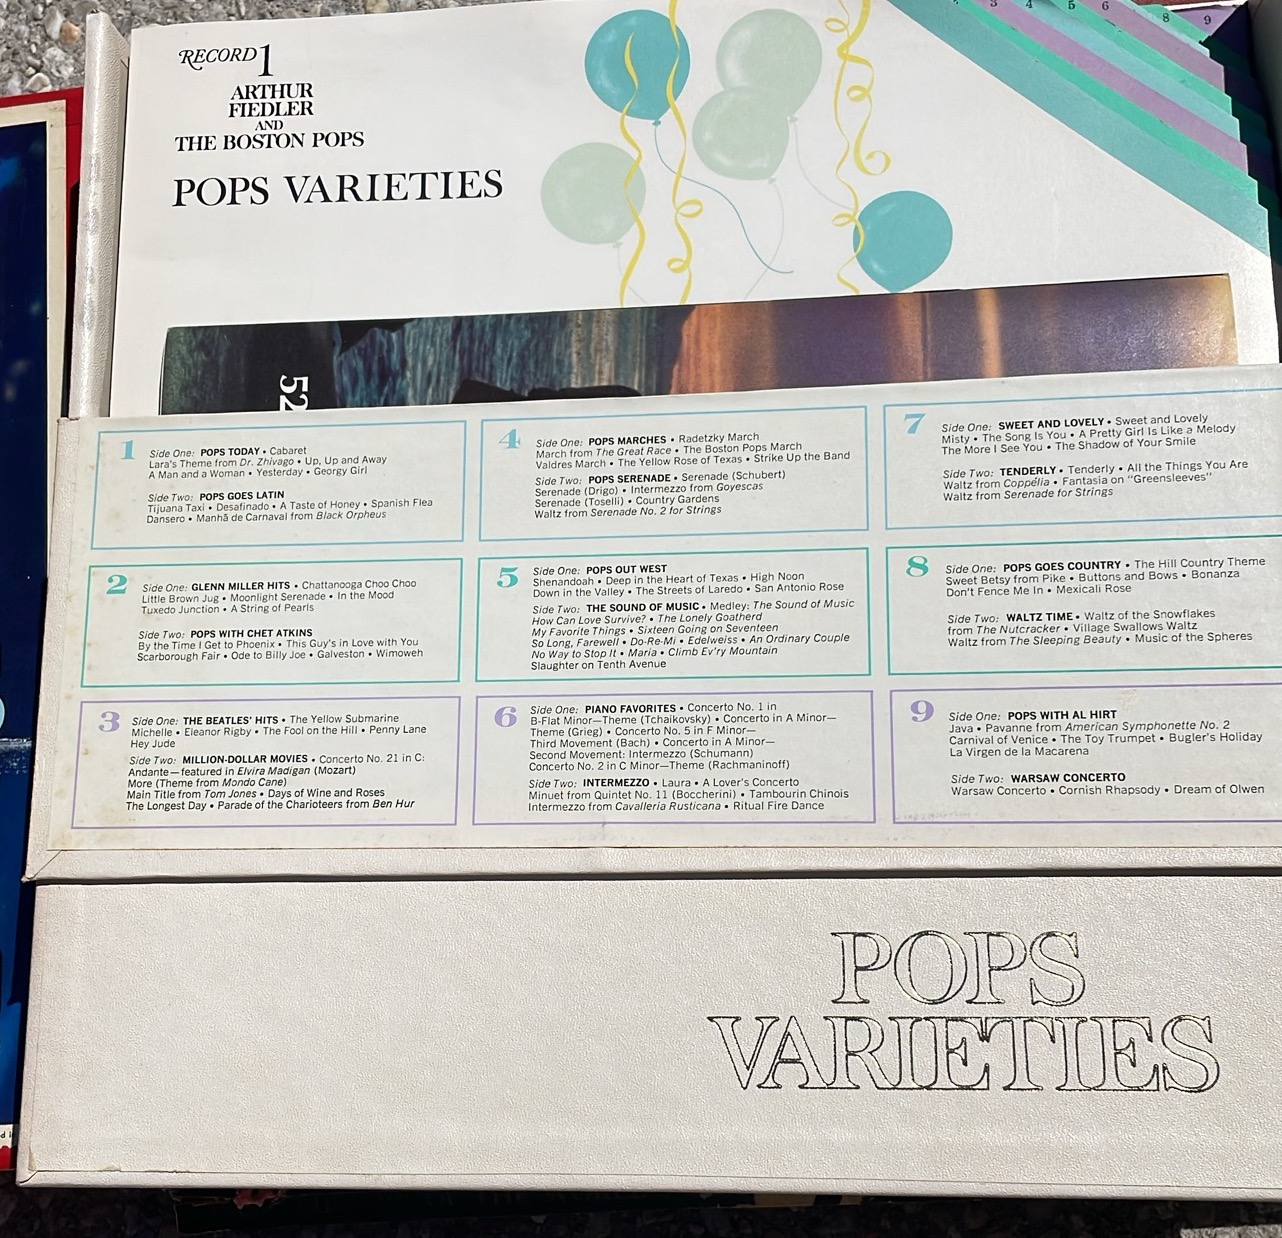 RECORD 1
ARTHUR
FIEDLER
AND
THE BOSTON POPS
POPS VARIETIES
3 4 5 6 8 9
52
1
Side One: POPS TODAY • Cabaret
Lara's Theme from Dr. Zhivago • Up, Up and Away
A Man and a Woman • Yesterday • Georgy Girl
Side Two: POPS GOES LATIN
Tijuana Taxi • Desafinado • A Taste of Honey • Spanish Flea
Dansero • Manhã de Carnaval from Black Orpheus
2
Side One: GLENN MILLER HITS • Chattanooga Choo Choo
Little Brown Jug • Moonlight Serenade • In the Mood
Tuxedo Junction • A String of Pearls
Side Two: POPS WITH CHET ATKINS
By the Time I Get to Phoenix • This Guy's in Love with You
Scarborough Fair • Ode to Billy Joe • Galveston • Wimoweh
3
Side One: THE BEATLES' HITS • The Yellow Submarine
Michelle • Eleanor Rigby • The Fool on the Hill • Penny Lane
Hey Jude
Side Two: MILLION-DOLLAR MOVIES • Concerto No. 21 in C:
Andante—featured in Elvira Madigan (Mozart)
More (Theme from Mondo Cane)
Main Title from Tom Jones • Days of Wine and Roses
The Longest Day • Parade of the Charioteers from Ben Hur
4
Side One: POPS MARCHES • Radetzky March
March from The Great Race • The Boston Pops March
Valdres March • The Yellow Rose of Texas • Strike Up the Band
Side Two: POPS SERENADE • Serenade (Schubert)
Serenade (Drigo) • Intermezzo from Goyescas
Serenade (Toselli) • Country Gardens
Waltz from Serenade No. 2 for Strings
5
Side One: POPS OUT WEST
Shenandoah • Deep in the Heart of Texas • High Noon
Down in the Valley • The Streets of Laredo • San Antonio Rose
Side Two: THE SOUND OF MUSIC • Medley: The Sound of Music
How Can Love Survive? • The Lonely Goatherd
My Favorite Things • Sixteen Going on Seventeen
So Long, Farewell • Do-Re-Mi • Edelweiss • An Ordinary Couple
No Way to Stop It • Maria • Climb Ev'ry Mountain
Slaughter on Tenth Avenue
6
Side One: PIANO FAVORITES • Concerto No. 1 in
B-Flat Minor—Theme (Tchaikovsky) • Concerto in A Minor—
Theme (Grieg) • Concerto No. 5 in F Minor—
Third Movement (Bach) • Concerto in A Minor—
Second Movement: Intermezzo (Schumann)
Concerto No. 2 in C Minor—Theme (Rachmaninoff)
Side Two: INTERMEZZO • Laura • A Lover's Concerto
Minuet from Quintet No. 11 (Boccherini) • Tambourin Chinois
Intermezzo from Cavalleria Rusticana • Ritual Fire Dance
7
Side One: SWEET AND LOVELY • Sweet and Lovely
Misty • The Song Is You • A Pretty Girl Is Like a Melody
The More I See You • The Shadow of Your Smile
Side Two: TENDERLY • Tenderly • All the Things You Are
Waltz from Coppélia • Fantasia on "Greensleeves"
Waltz from Serenade for Strings
8
Side One: POPS GOES COUNTRY • The Hill Country Theme
Sweet Betsy from Pike • Buttons and Bows • Bonanza
Don't Fence Me In • Mexicali Rose
Side Two: WALTZ TIME • Waltz of the Snowflakes
from The Nutcracker • Village Swallows Waltz
Waltz from The Sleeping Beauty • Music of the Spheres
9
Side One: POPS WITH AL HIRT
Java • Pavanne from American Symphonette No. 2
Carnival of Venice • The Toy Trumpet • Bugler's Holiday
La Virgen de la Macarena
Side Two: WARSAW CONCERTO
Warsaw Concerto • Cornish Rhapsody • Dream of Olwen
POPS
VARIETIES